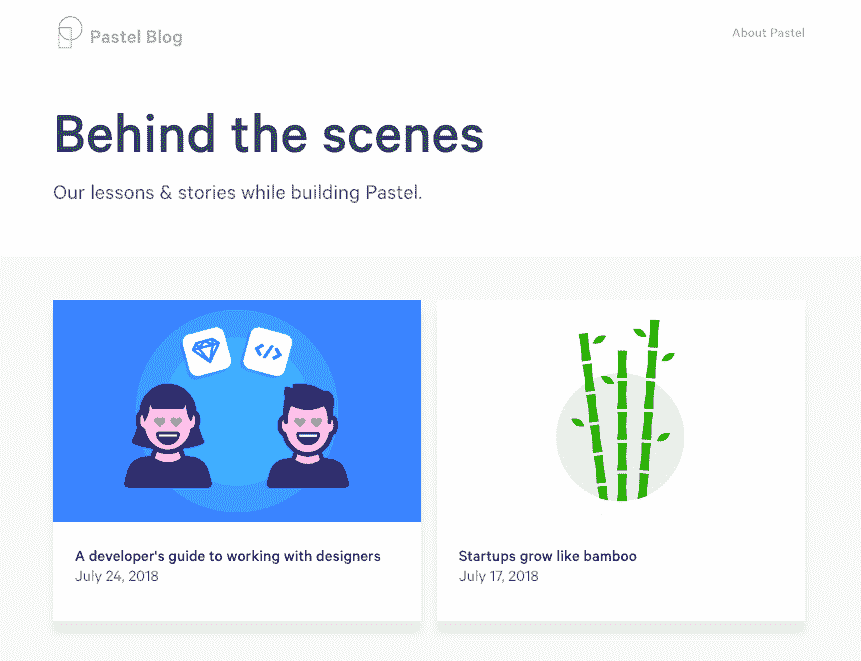 Pastel Blog
About Pastel
Behind the scenes
Our lessons & stories while building Pastel.
</>
A developer's guide to working with designers
July 24, 2018
Startups grow like bamboo
July 17, 2018